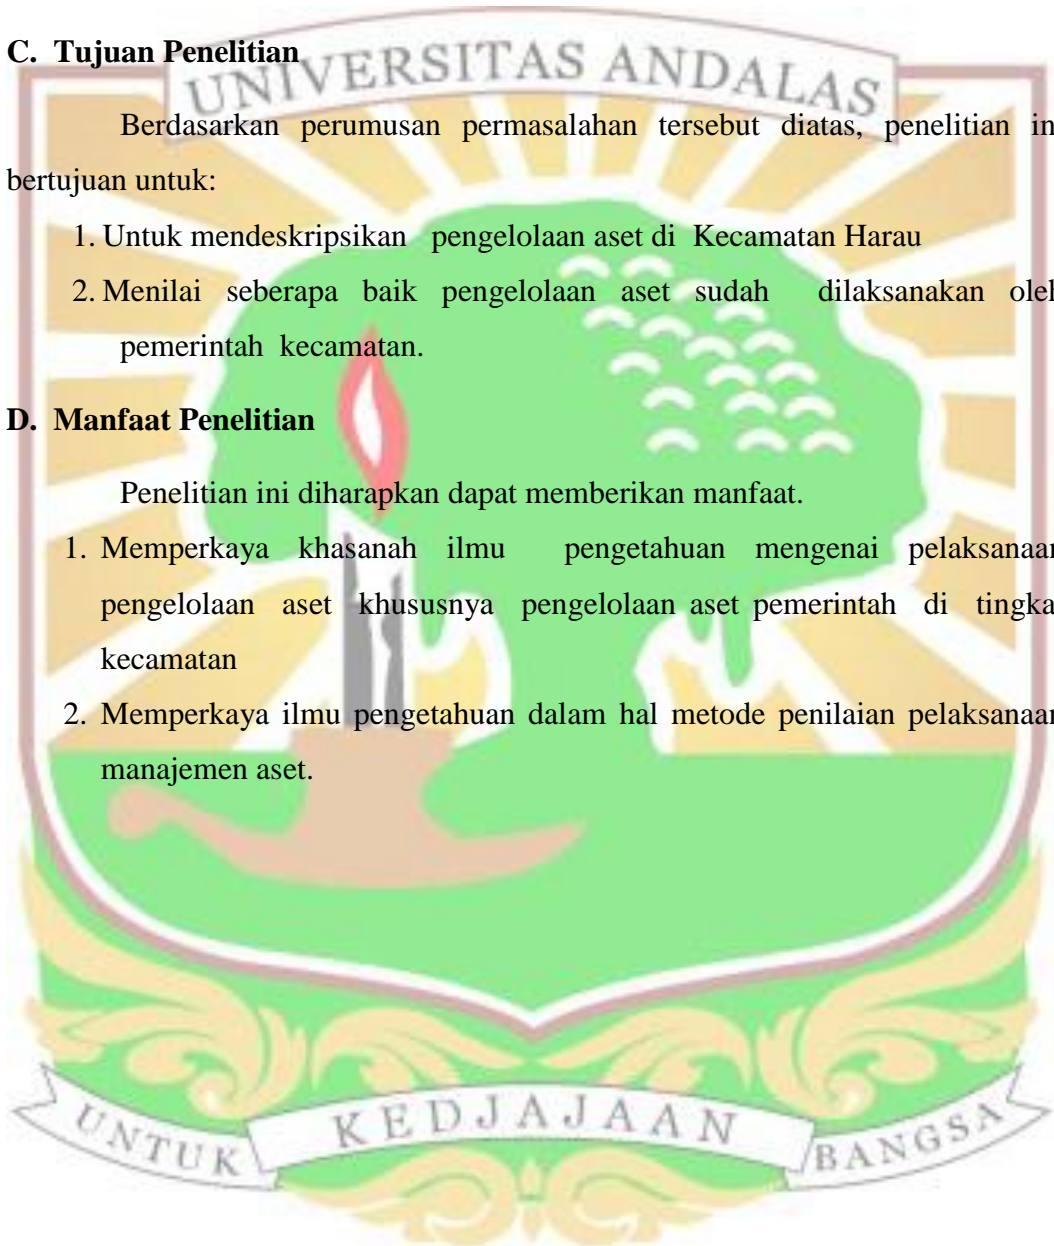 C. Tujuan Penelitian
UNIVERSITAS ANDALAS
Berdasarkan perumusan permasalahan tersebut diatas, penelitian in
bertujuan untuk:
1. Untuk mendeskripsikan pengelolaan aset di Kecamatan Harau
2. Menilai seberapa baik pengelolaan aset sudah dilaksanakan oleh
pemerintah kecamatan.
D. Manfaat Penelitian
Penelitian ini diharapkan dapat memberikan manfaat.
1. Memperkaya khasanah ilmu pengetahuan mengenai pelaksanaan
pengelolaan aset khususnya pengelolaan aset pemerintah di tingka
kecamatan
2. Memperkaya ilmu pengetahuan dalam hal metode penilaian pelaksanaan
manajemen aset.
UNTUK KEDJAJAAN BANGSA